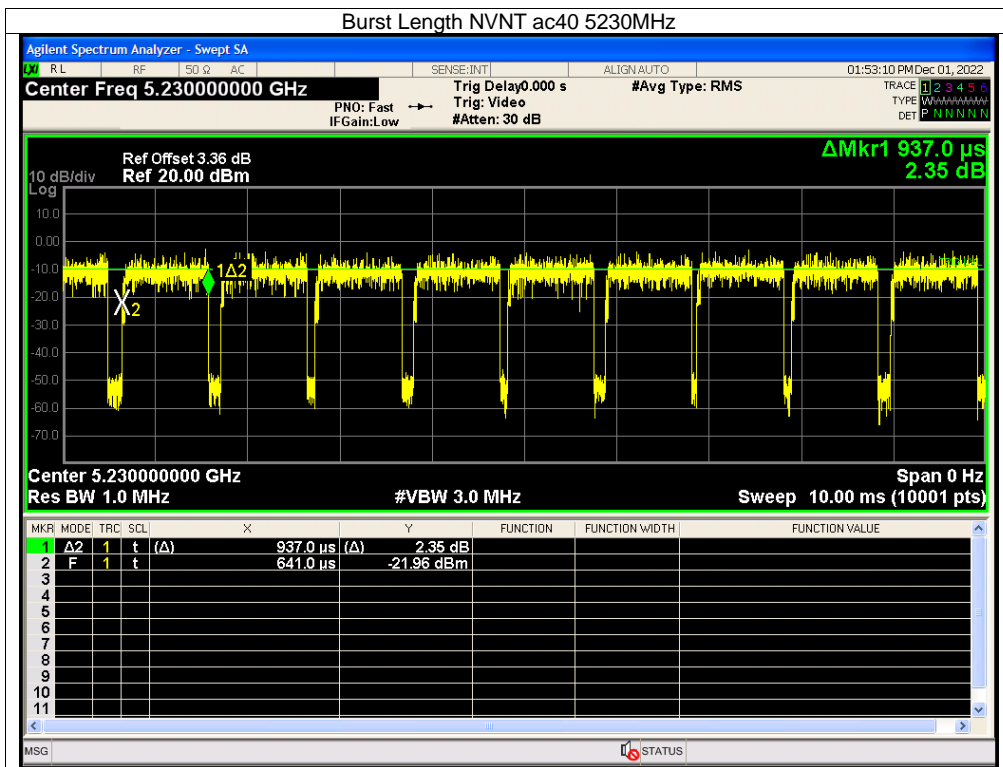 Burst Length NVNT ac40 5230MHz
Agilent Spectrum Analyzer - Swept SA
LXI RL RF 50 Ω AC SENSE:INT ALIGN AUTO 01:53:10 PM Dec 01, 2022
Center Freq 5.230000000 GHz
PNO: Fast
IFGain:Low
Trig Delay0.000 s
Trig: Video
#Atten: 30 dB
#Avg Type: RMS
TRACE 1 2 3 4 5 6
TYPE WWWWWW
DET P N N N N N
ΔMkr1 937.0 µs
2.35 dB
Ref Offset 3.36 dB
10 dB/div Ref 20.00 dBm
Log
10.0
0.00
-10.0
1Δ2
-20.0
2
-30.0
-40.0
-50.0
-60.0
-70.0
Center 5.230000000 GHz Span 0 Hz
Res BW 1.0 MHz #VBW 3.0 MHz Sweep 10.00 ms (10001 pts)
MKR MODE TRC SCL X Y FUNCTION FUNCTION WIDTH FUNCTION VALUE
1 Δ2 1 t (Δ) 937.0 µs (Δ) 2.35 dB
2 F 1 t 641.0 µs -21.96 dBm
3
4
5
6
7
8
9
10
11
MSG STATUS